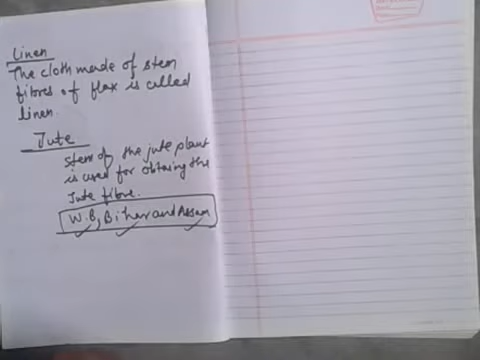 Linen
The cloth made of stem
fibres of flax is called
linen.
Jute
stem of the jute plant
is used for obtaing the
Jute fibre.
W.B, Bihar and Assam